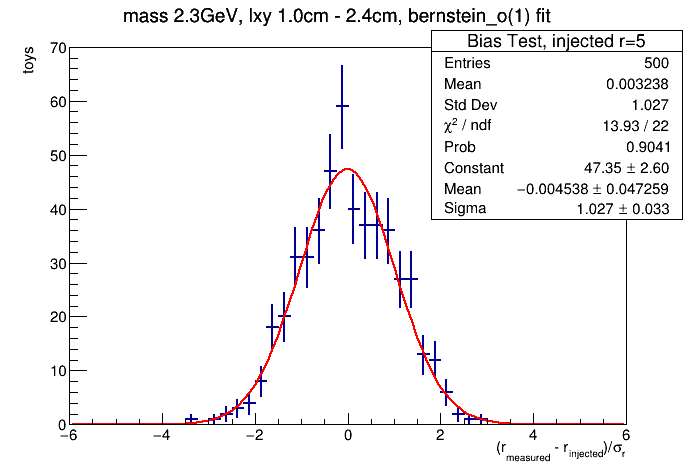 mass 2.3GeV, lxy 1.0cm - 2.4cm, bernstein_o(1) fit
Bias Test, injected r=5
Entries 500
Mean 0.003238
Std Dev 1.027
χ² / ndf 13.93 / 22
Prob 0.9041
Constant 47.35 ± 2.60
Mean −0.004538 ± 0.047259
Sigma 1.027 ± 0.033
toys
70
60
50
40
30
20
10
0
−6 −4 −2 0 2 4 6
(r_measured - r_injected)/σ_r